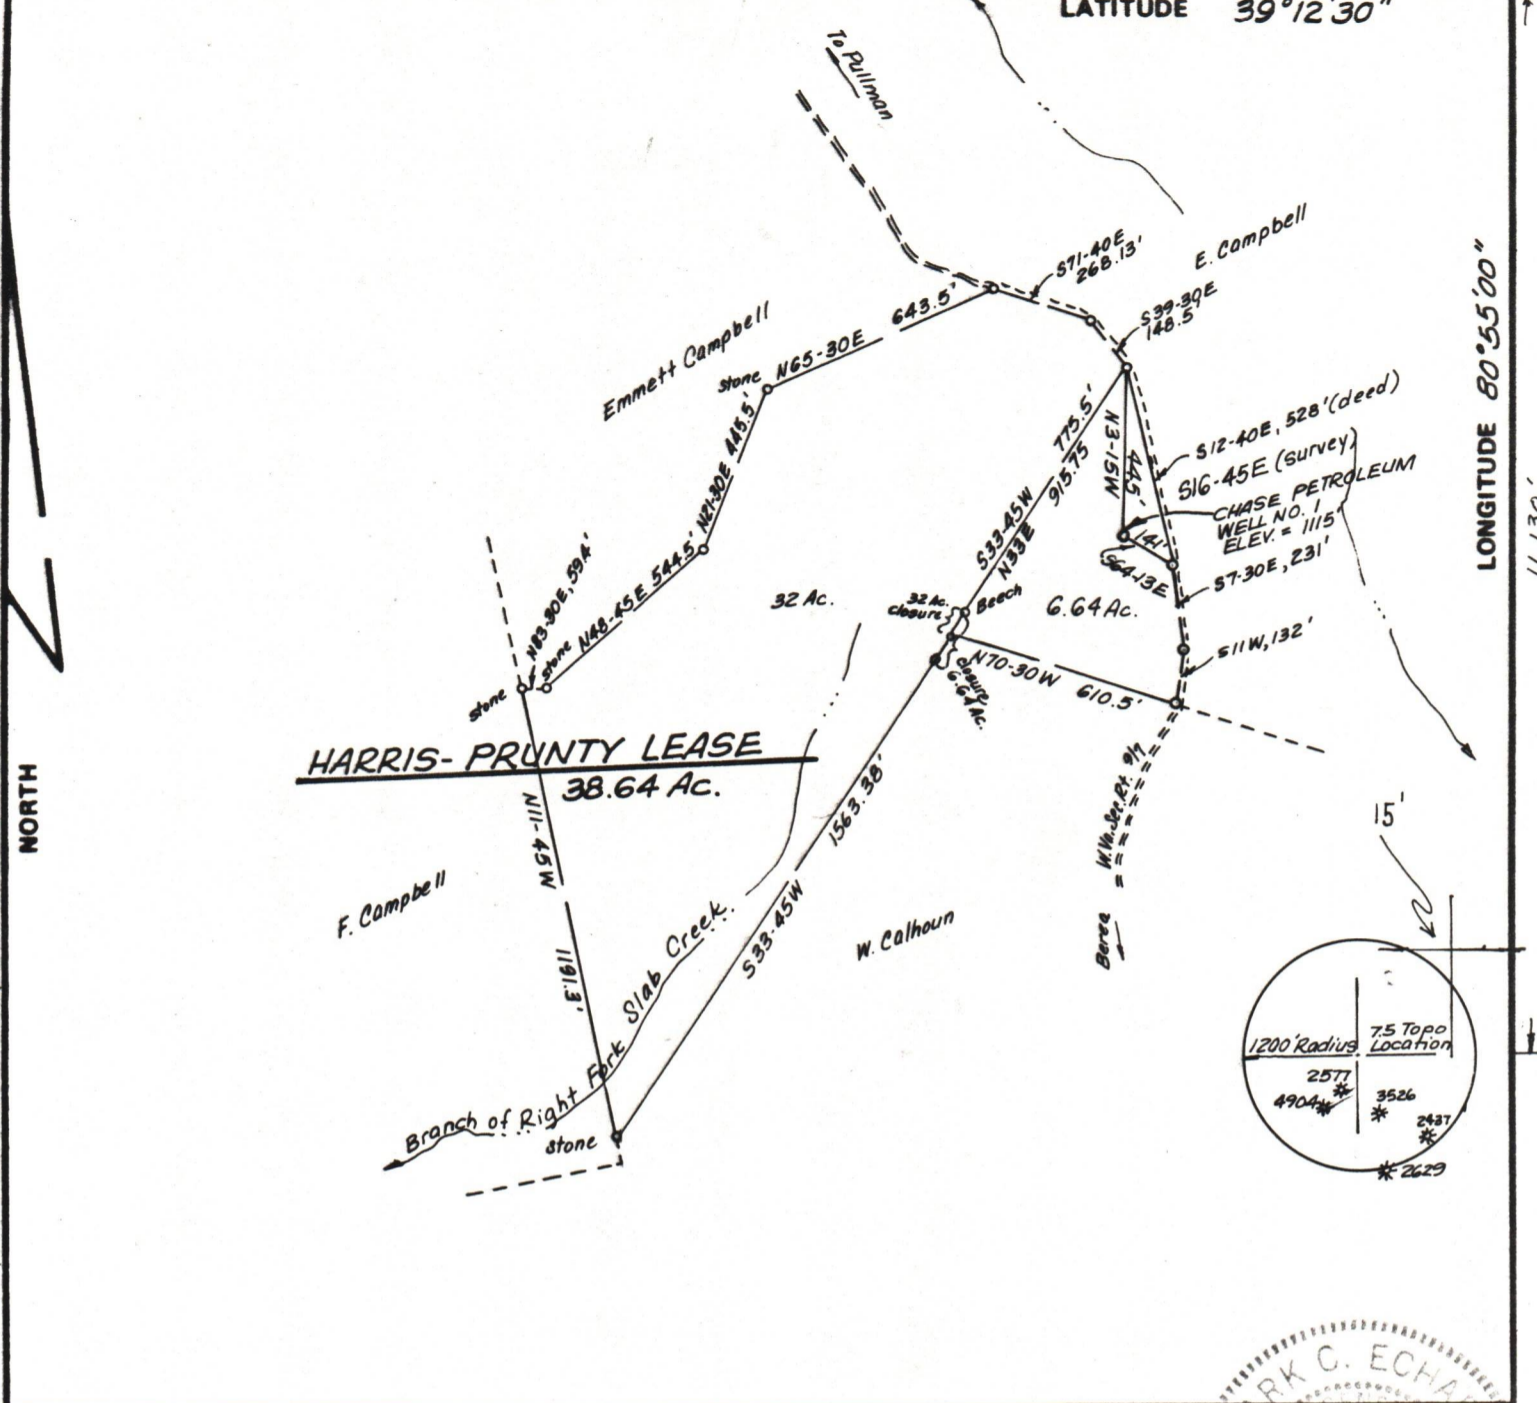 LATITUDE 39°12'30"
To Pullman
S71-40E
268.13'
E. Campbell
S39-30E
148.5'
LONGITUDE 80°55'00"
Emmett Campbell
643.5'
N65-30E
stone
N21-30E 445.5'
775.5'
915.75
S33-45W
N33E
N3-15W
445'
S12-40E, 528' (deed)
S16-45E (survey)
CHASE PETROLEUM
WELL NO. 1
ELEV. = 1115'
141'
S64-13E
S7-30E, 231'
N83-30E, 59.4'
stone
N48-45E 544.5'
32 Ac.
32 Ac.
closure
Beech
6.64 Ac.
S11W, 132'
closure
6.64 Ac.
N70-30W 610.5'
stone
HARRIS-PRUNTY LEASE
38.64 Ac.
NORTH
N11-45W
1191.3'
1563.38'
S33-45W
W.Va. Sec. Rt. 9/7
Berea
15'
F. Campbell
W. Calhoun
Branch of Right Fork Slab Creek
stone
1200' Radius
7.5 Topo
Location
2577
4904
3526
2437
2629
RK C. ECHA